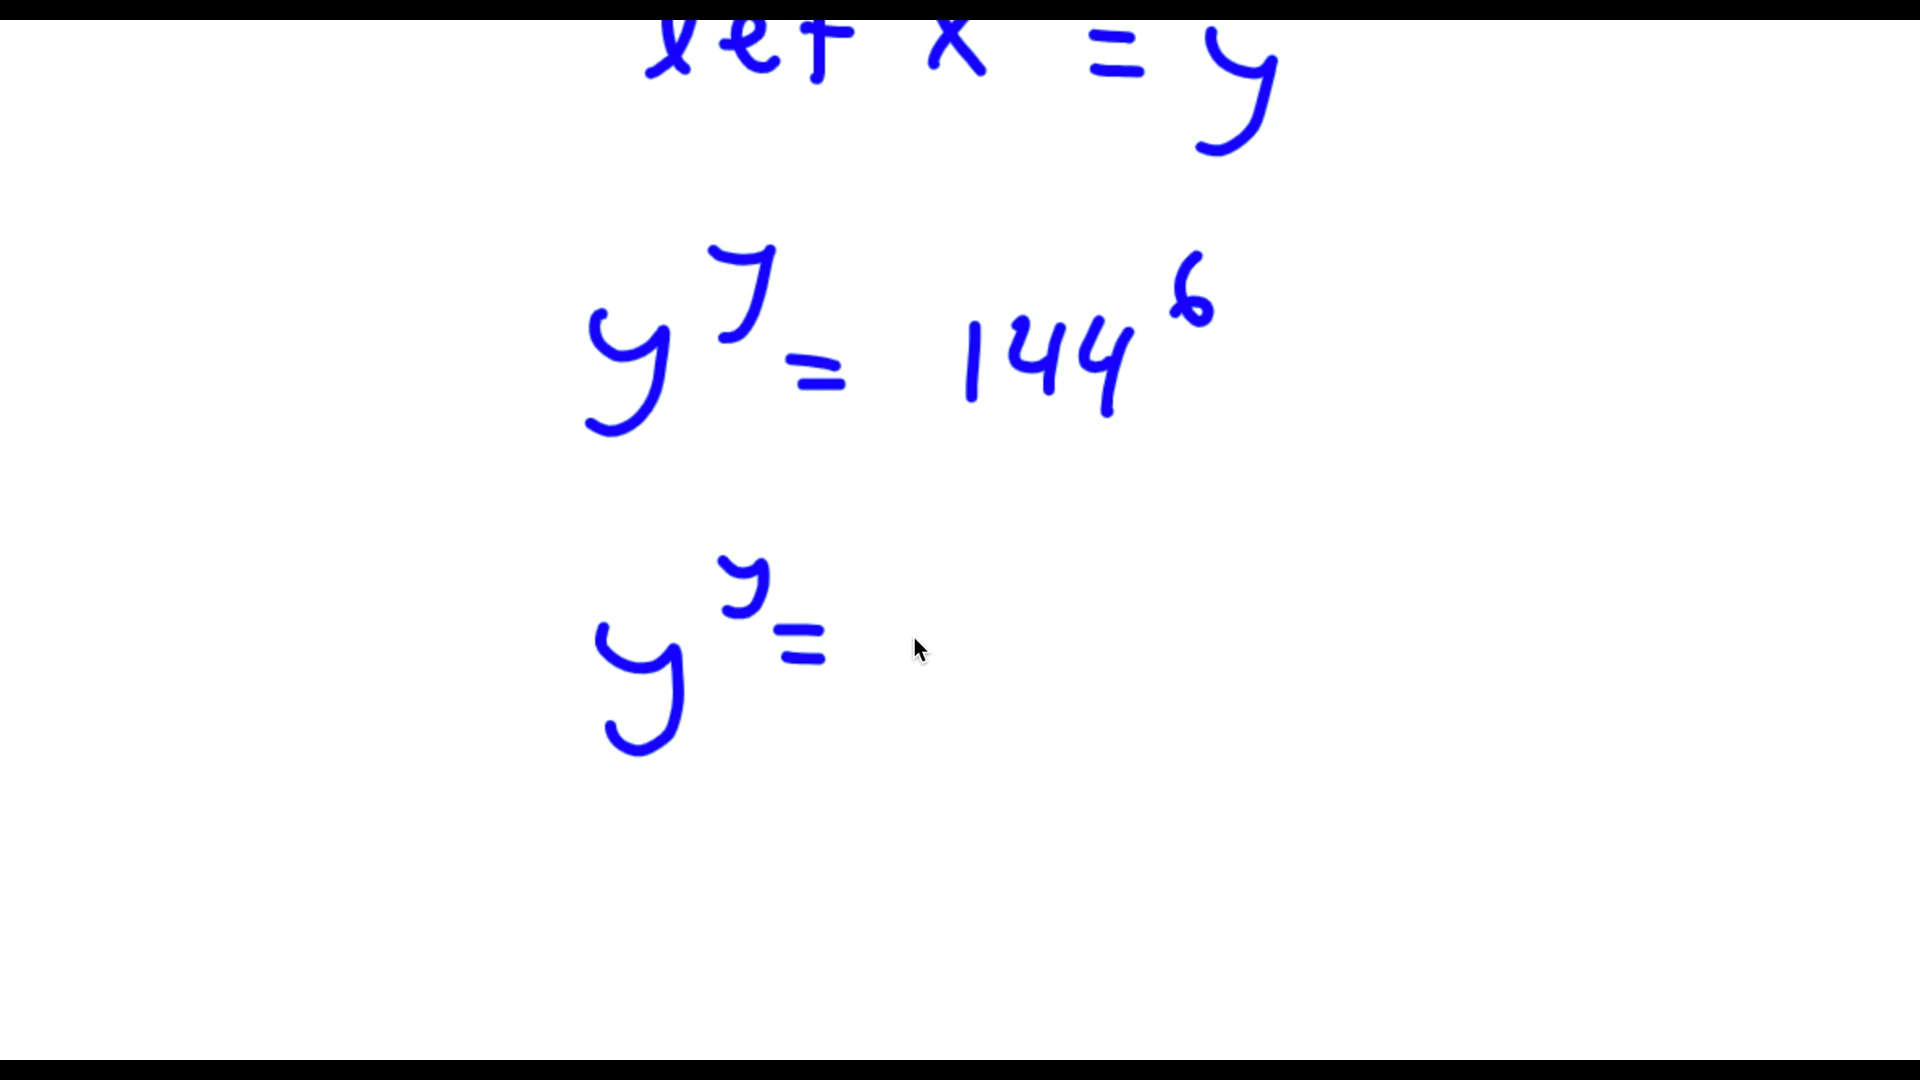 let x = y
y^y = 144^6
y^y =